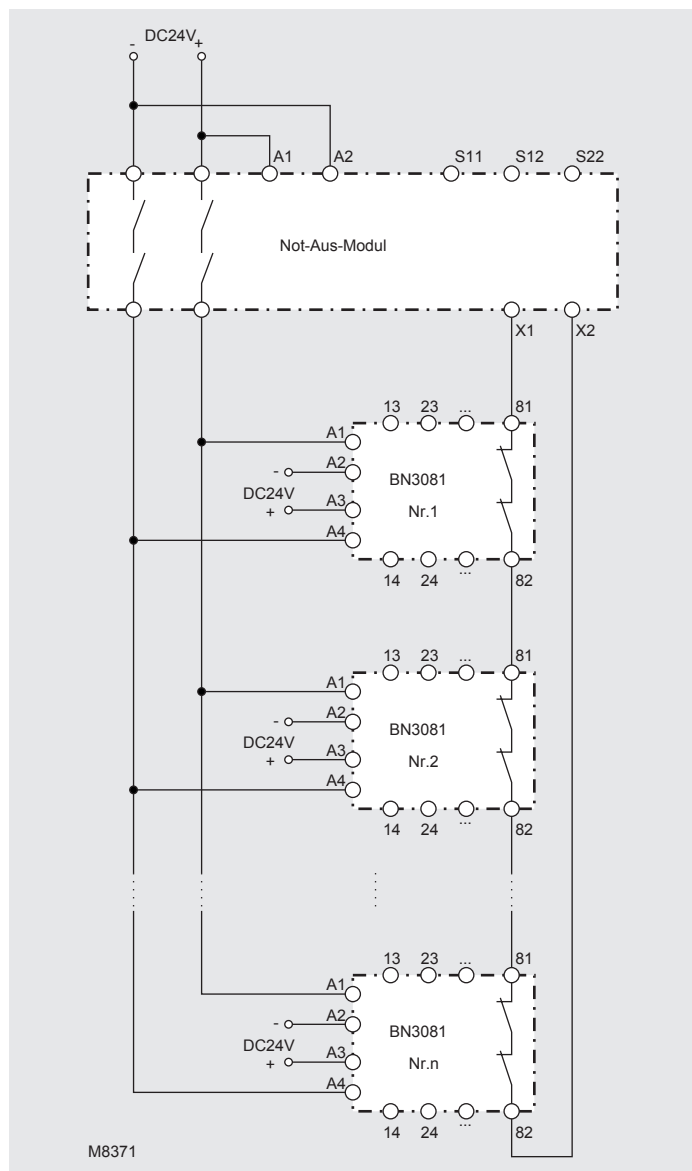 DC24V
- +
A1 A2 S11 S12 S22
Not-Aus-Modul
X1 X2
13 23 ... 81
A1
A2 -
BN3081
DC24V
A3 +
Nr.1
A4
14 24 ... 82
13 23 ... 81
A1
A2 -
BN3081
DC24V
A3 +
Nr.2
A4
14 24 ... 82
13 23 ... 81
A1
A2 -
BN3081
DC24V
A3 +
Nr.n
A4
14 24 ... 82
M8371